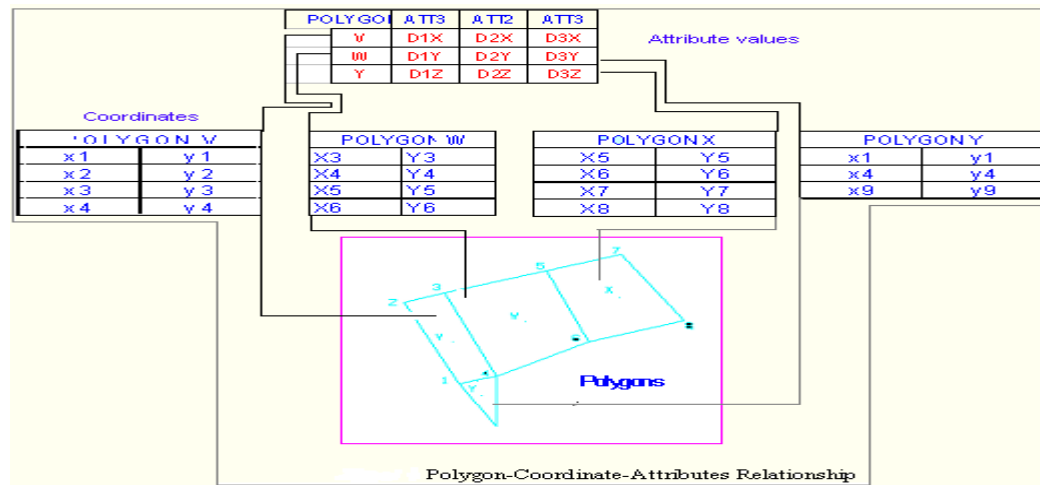 POLYGON ATT3 ATT2 ATT3
V D1X D2X D3X
W D1Y D2Y D3Y
Y D1Z D2Z D3Z
Attribute values
Coordinates
POLYGON V
x1 y1
x2 y2
x3 y3
x4 y4
POLYGON W
X3 Y3
X4 Y4
X5 Y5
X6 Y6
POLYGON X
X5 Y5
X6 Y6
X7 Y7
X8 Y8
POLYGON Y
x1 y1
x4 y4
x9 y9
7
5
3
2
X
1
Y
Polygons
Polygon-Coordinate-Attributes Relationship